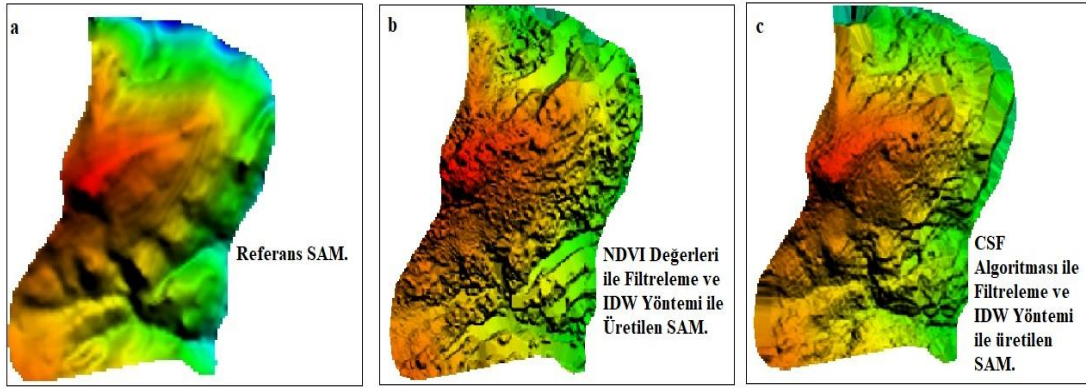 a
Referans SAM.
b
NDVI Değerleri
ile Filtreleme ve
IDW Yöntemi ile
Üretilen SAM.
c
CSF
Algoritması ile
Filtreleme ve
IDW Yöntemi
ile üretilen
SAM.